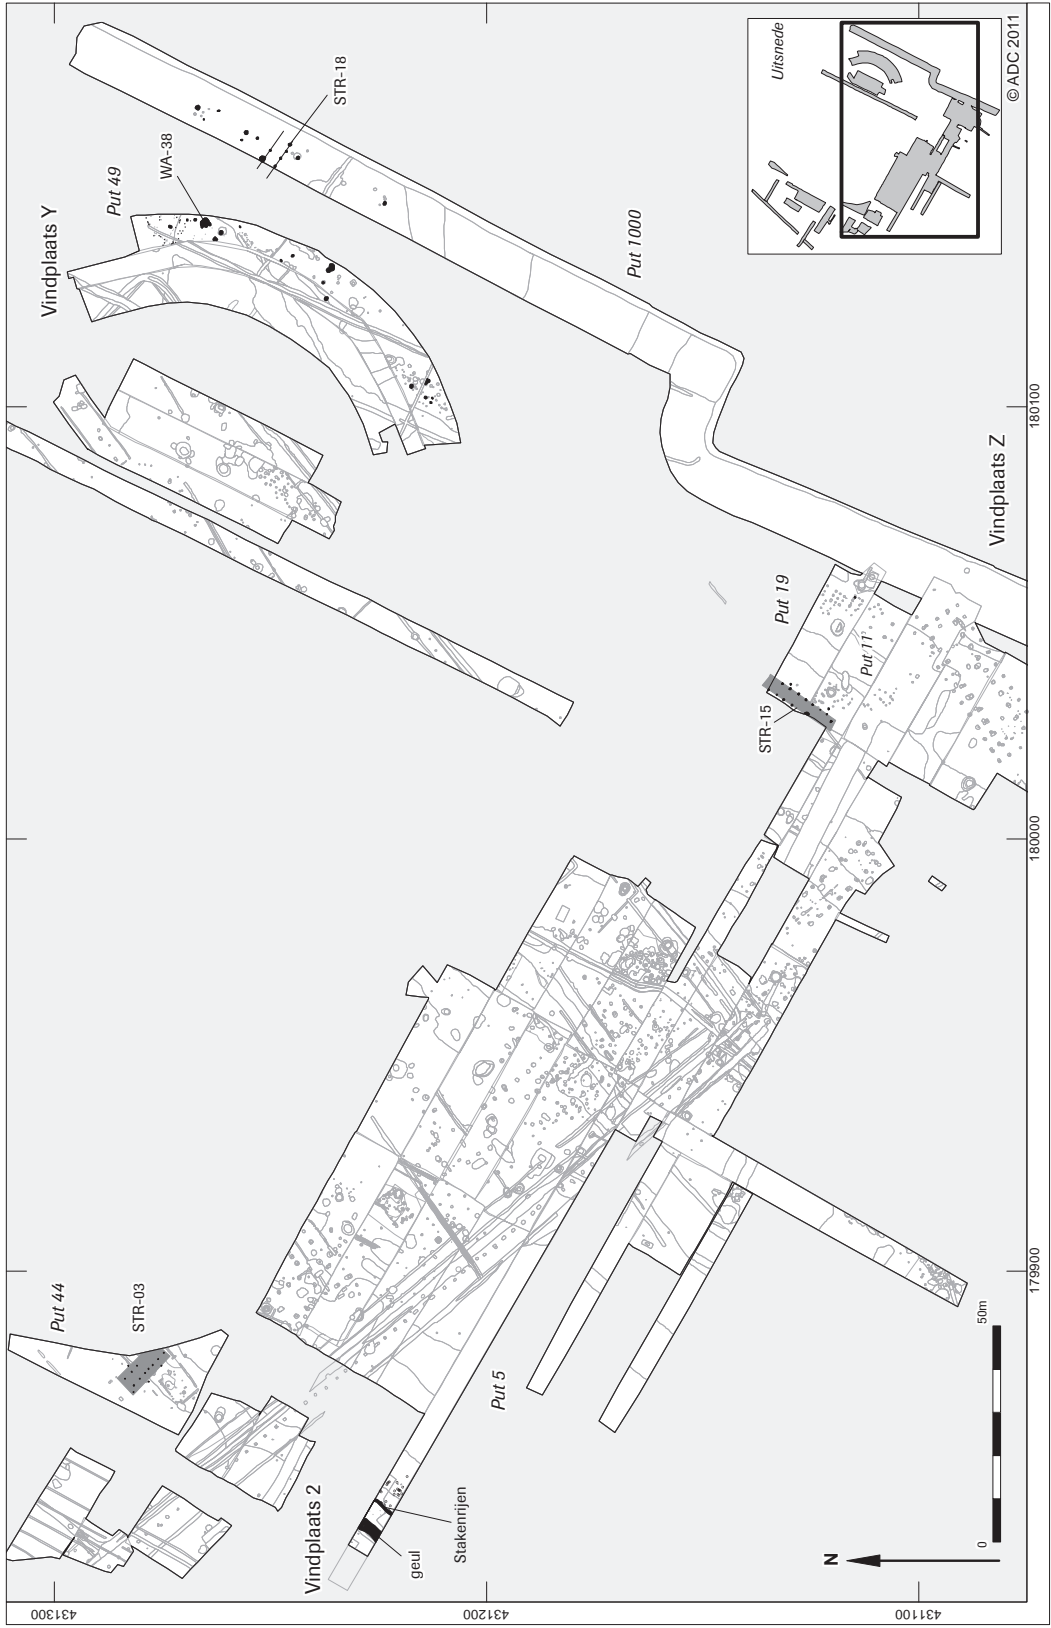 Uitsnede
© ADC 2011
STR-18
WA-38
Put 49
Vindplaats Y
Put 1000
180100
Vindplaats Z
Put 19
Put 11
STR-15
180000
179900
Put 44
STR-03
Put 5
50m
0
Vindplaats 2
Stakenrijen
geul
N
431300
431200
431100